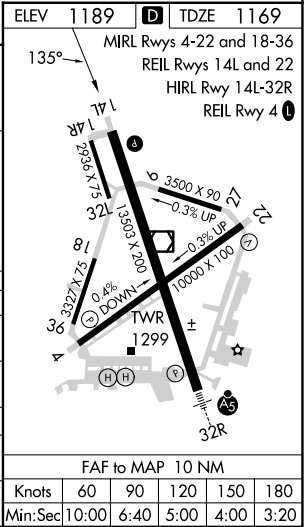 ELEV 1189 D TDZE 1169
MIRL Rwys 4-22 and 18-36
REIL Rwys 14L and 22
HIRL Rwy 14L-32R
REIL Rwy 4 L
135°
14L
14R
P
2936 X 75
32L
9
3500 X 90
27
0.3% UP
22
13503 X 200
V
0.3% UP
18
3327 X 75
10000 X 100
0.4%
DOWN
P
36
4
TWR
1299
±
H H
P
A5
32R
FAF to MAP 10 NM
Knots 60 90 120 150 180
Min:Sec 10:00 6:40 5:00 4:00 3:20